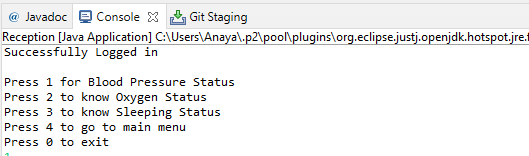 @ Javadoc Console Git Staging
Reception [Java Application] C:\Users\Anaya\.p2\pool\plugins\org.eclipse.justj.openjdk.hotspot.jre.f
Successfully Logged in
Press 1 for Blood Pressure Status
Press 2 to know Oxygen Status
Press 3 to know Sleeping Status
Press 4 to go to main menu
Press 0 to exit